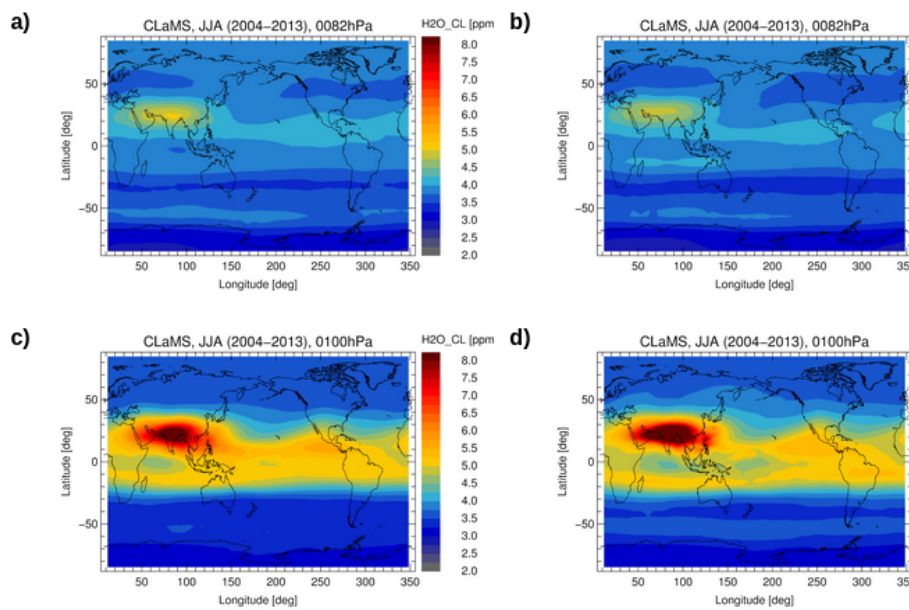 a)
CLaMS, JJA (2004−2013), 0082hPa
H2O_CL [ppm
Latitude [deg]
50
0
−50
50 100 150 200 250 300 350
Longitude [deg]
8.0
7.5
7.0
6.5
6.0
5.5
5.0
4.5
4.0
3.5
3.0
2.5
2.0
b)
CLaMS, JJA (2004−2013), 0082hPa
Latitude [deg]
50
0
−50
50 100 150 200 250 300 350
Longitude [deg]
c)
CLaMS, JJA (2004−2013), 0100hPa
H2O_CL [ppm
Latitude [deg]
50
0
−50
50 100 150 200 250 300 350
Longitude [deg]
8.0
7.5
7.0
6.5
6.0
5.5
5.0
4.5
4.0
3.5
3.0
2.5
2.0
d)
CLaMS, JJA (2004−2013), 0100hPa
Latitude [deg]
50
0
−50
50 100 150 200 250 300 350
Longitude [deg]